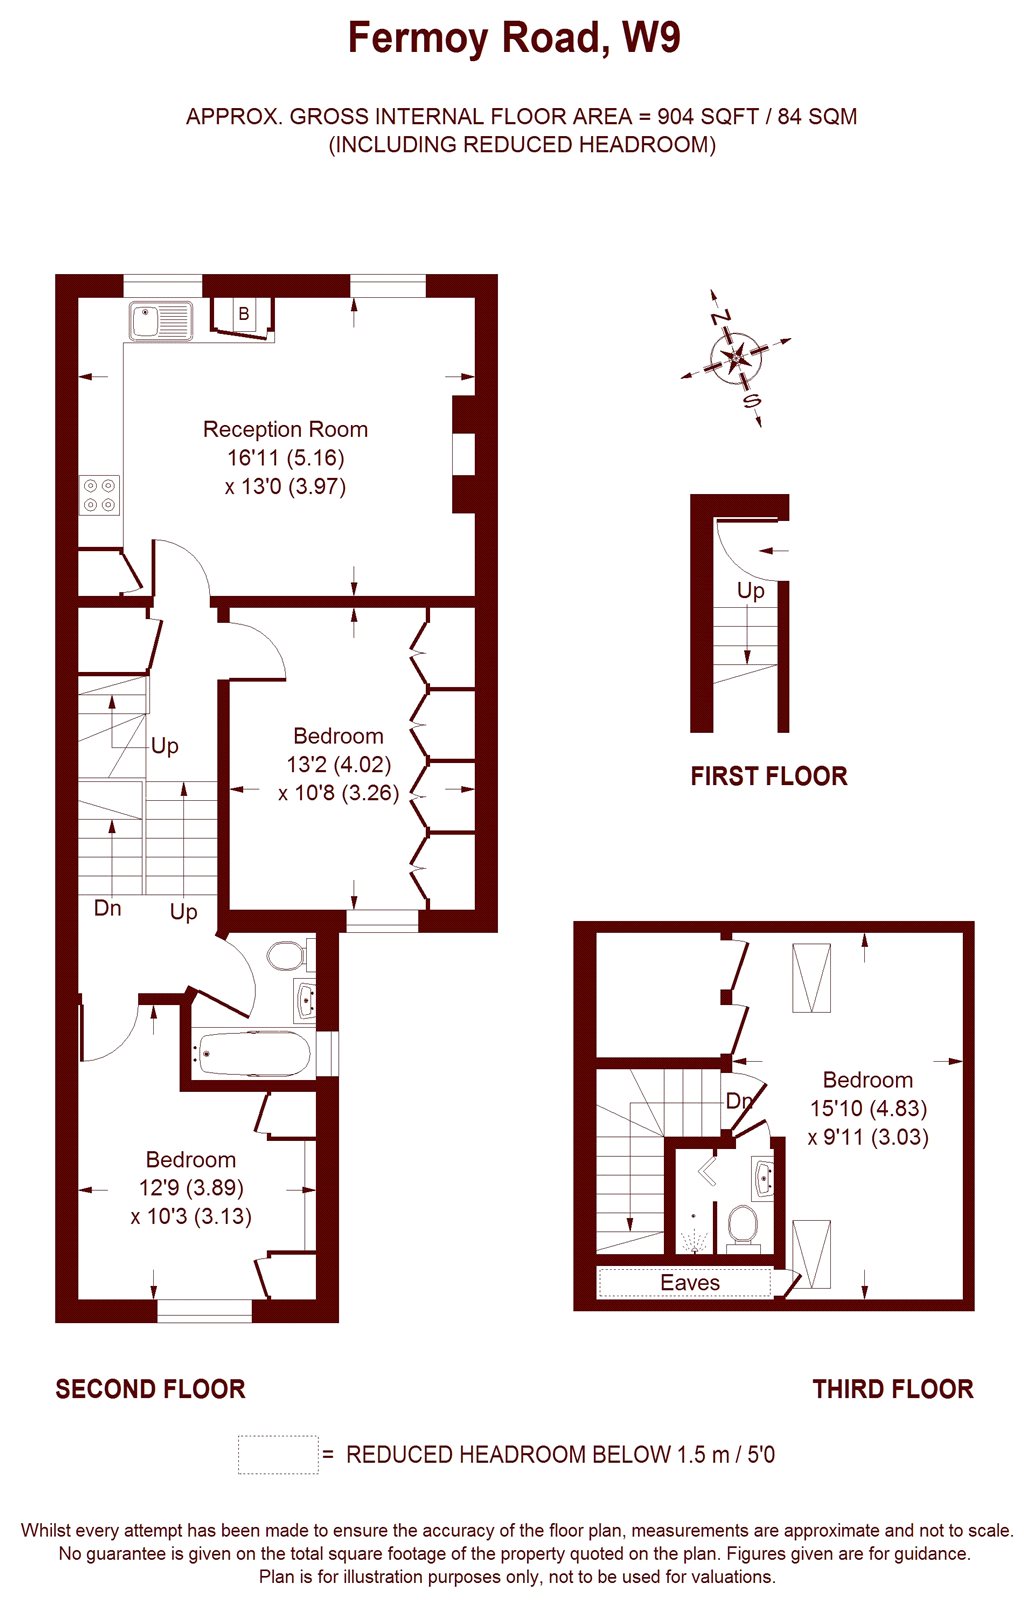 Fermoy Road, W9
APPROX. GROSS INTERNAL FLOOR AREA = 904 SQFT / 84 SQM
(INCLUDING REDUCED HEADROOM)
B
N
S
Reception Room
16'11 (5.16)
x 13'0 (3.97)
Up
FIRST FLOOR
Up
Bedroom
13'2 (4.02)
x 10'8 (3.26)
Dn
Up
Bedroom
12'9 (3.89)
x 10'3 (3.13)
SECOND FLOOR
Dn
Bedroom
15'10 (4.83)
x 9'11 (3.03)
Eaves
THIRD FLOOR
= REDUCED HEADROOM BELOW 1.5 m / 5'0
Whilst every attempt has been made to ensure the accuracy of the floor plan, measurements are approximate and not to scale.
No guarantee is given on the total square footage of the property quoted on the plan. Figures given are for guidance.
Plan is for illustration purposes only, not to be used for valuations.